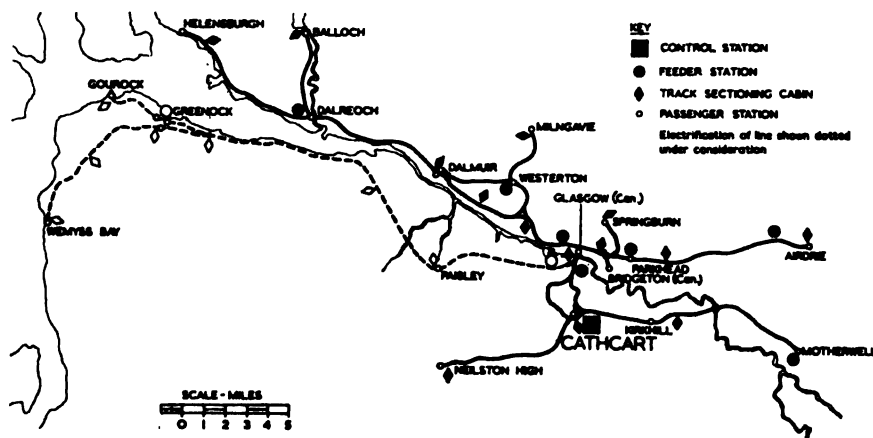 HELENSBURGH
BALLOCH
KEY
CONTROL STATION
FEEDER STATION
TRACK SECTIONING CABIN
PASSENGER STATION
Electrification of line shown dotted
under consideration
GOUROCK
GREENOCK
DALREOCH
MILNGAVIE
DALMUIR
WESTERTON
GLASGOW (Cen.)
SPRINGBURN
WEMYSS BAY
PAISLEY
PARKHEAD
BRIDGETON (Cen.)
AIRDRIE
KIRKHILL
CATHCART
MOTHERWELL
NEILSTON HIGH
SCALE - MILES
0 1 2 3 4 5